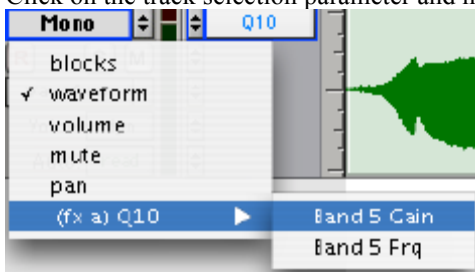 Click on the track selection parameter and
Mono
Q10
blocks
✓ waveform
volume
mute
pan
(fx a) Q10
Band 5 Gain
Band 5 Frq